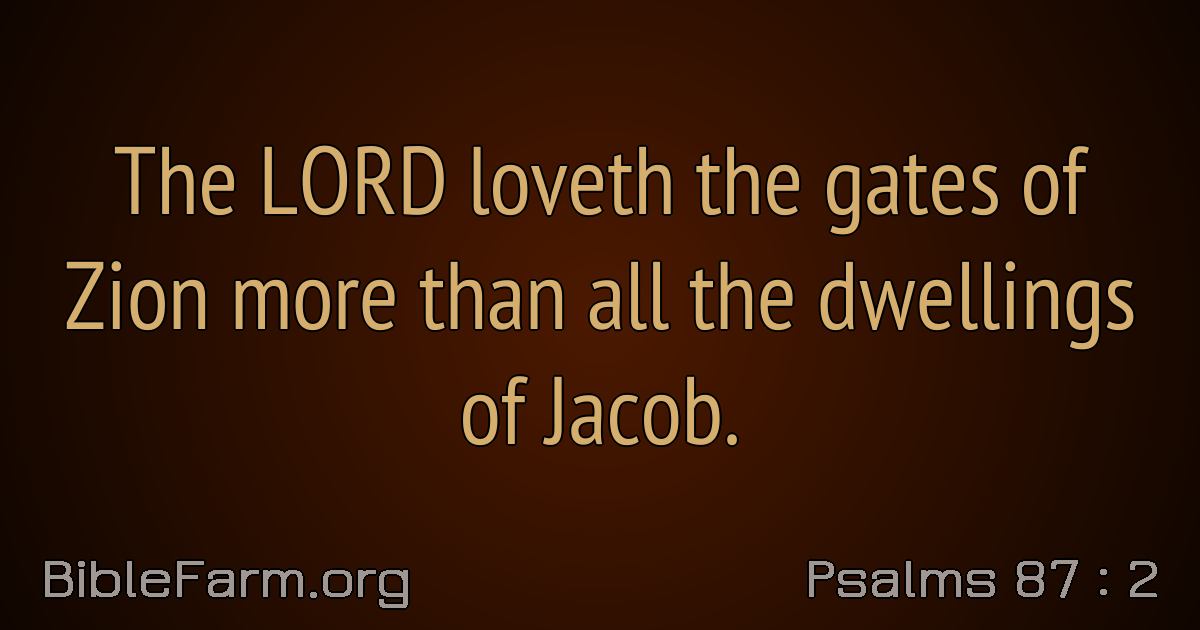 The LORD loveth the gates of
Zion more than all the dwellings
of Jacob.
BibleFarm.org
Psalms 87 : 2